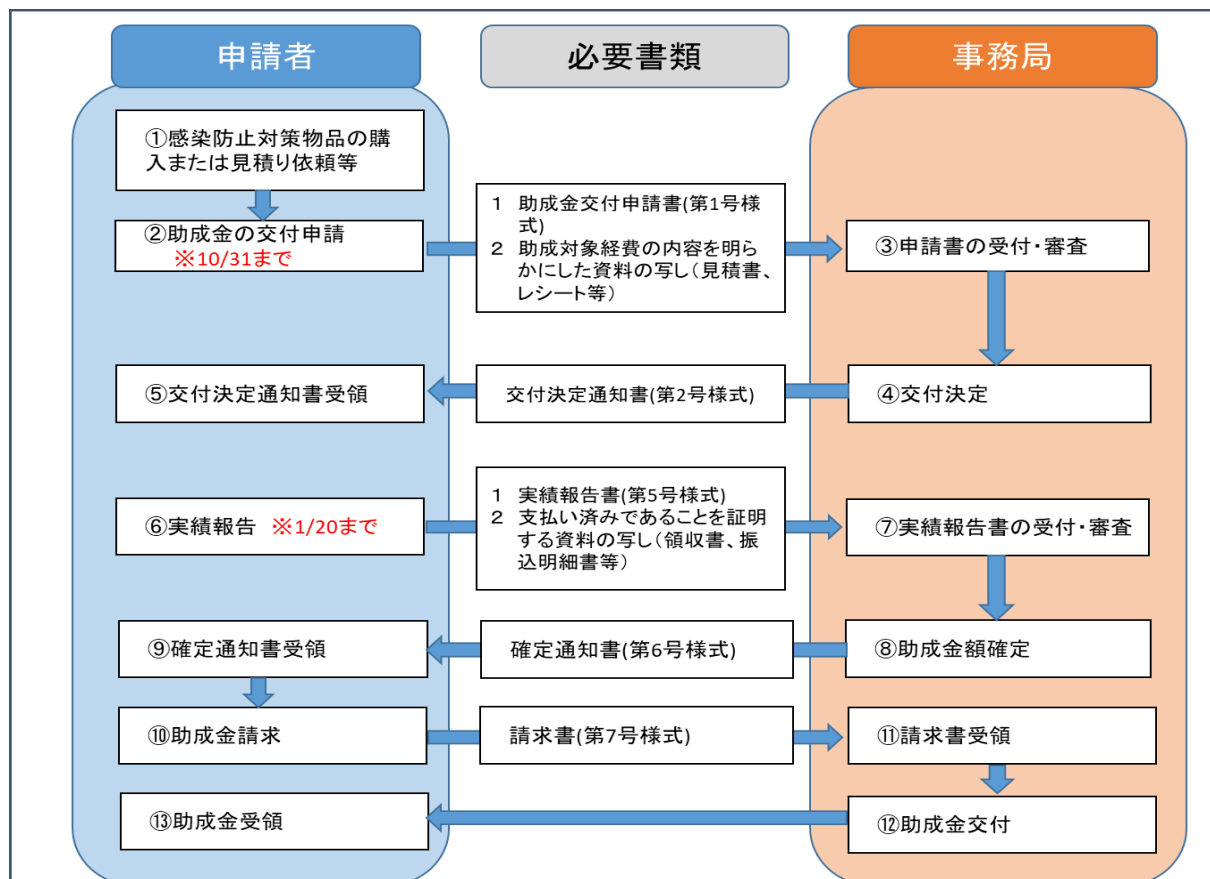 申請者
必要書類
事務局
①感染防止対策物品の購
入または見積り依頼等
②助成金の交付申請
※10/31まで
1 助成金交付申請書(第1号様
式)
2 助成対象経費の内容を明ら
かにした資料の写し(見積書、
レシート等)
③申請書の受付・審査
⑤交付決定通知書受領
交付決定通知書(第2号様式)
④交付決定
⑥実績報告 ※1/20まで
1 実績報告書(第5号様式)
2 支払い済みであることを証明
する資料の写し(領収書、振
込明細書等)
⑦実績報告書の受付・審査
⑨確定通知書受領
確定通知書(第6号様式)
⑧助成金額確定
⑩助成金請求
請求書(第7号様式)
⑪請求書受領
⑬助成金受領
⑫助成金交付